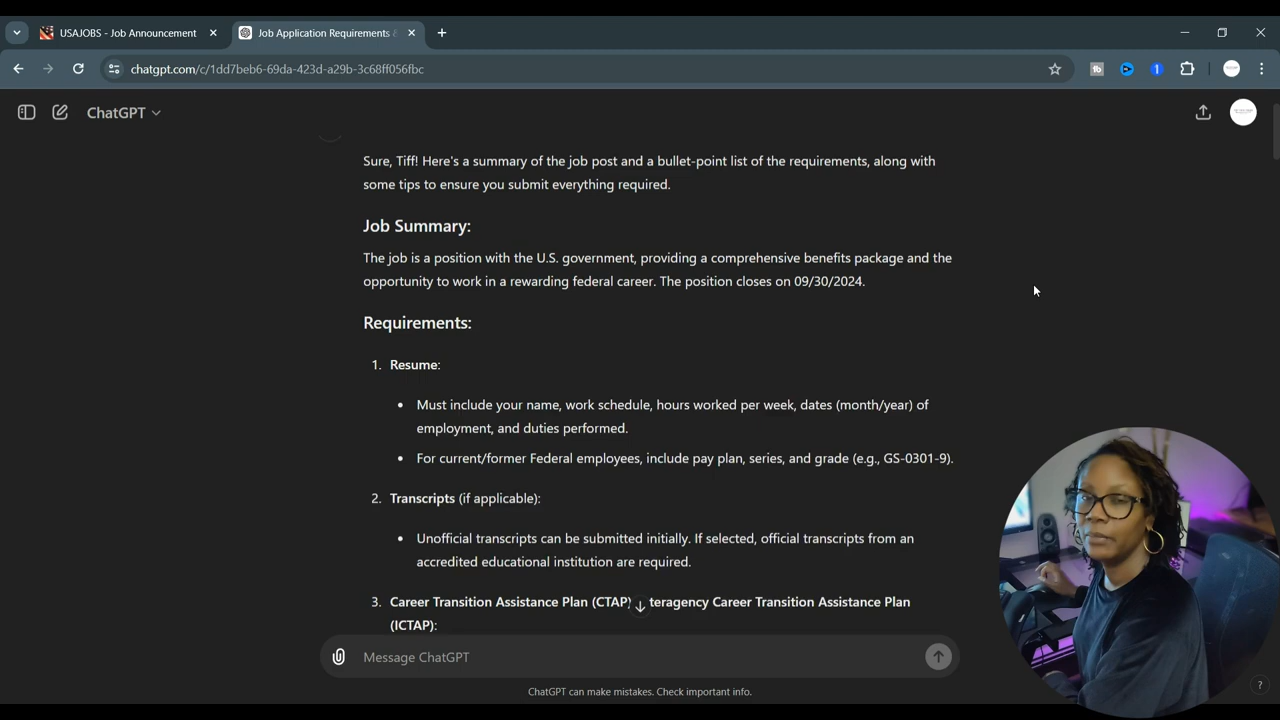 USAJOBS - Job Announcement
Job Application Requirements &
chatgpt.com/c/1dd7beb6-69da-423d-a29b-3c68ff056fbc
ChatGPT
Sure, Tiff! Here's a summary of the job post and a bullet-point list of the requirements, along with
some tips to ensure you submit everything required.
Job Summary:
The job is a position with the U.S. government, providing a comprehensive benefits package and the
opportunity to work in a rewarding federal career. The position closes on 09/30/2024.
Requirements:
1. Resume:
• Must include your name, work schedule, hours worked per week, dates (month/year) of
employment, and duties performed.
• For current/former Federal employees, include pay plan, series, and grade (e.g., GS-0301-9).
2. Transcripts (if applicable):
• Unofficial transcripts can be submitted initially. If selected, official transcripts from an
accredited educational institution are required.
3. Career Transition Assistance Plan (CTAP) teragency Career Transition Assistance Plan
(ICTAP):
Message ChatGPT
ChatGPT can make mistakes. Check important info.
?